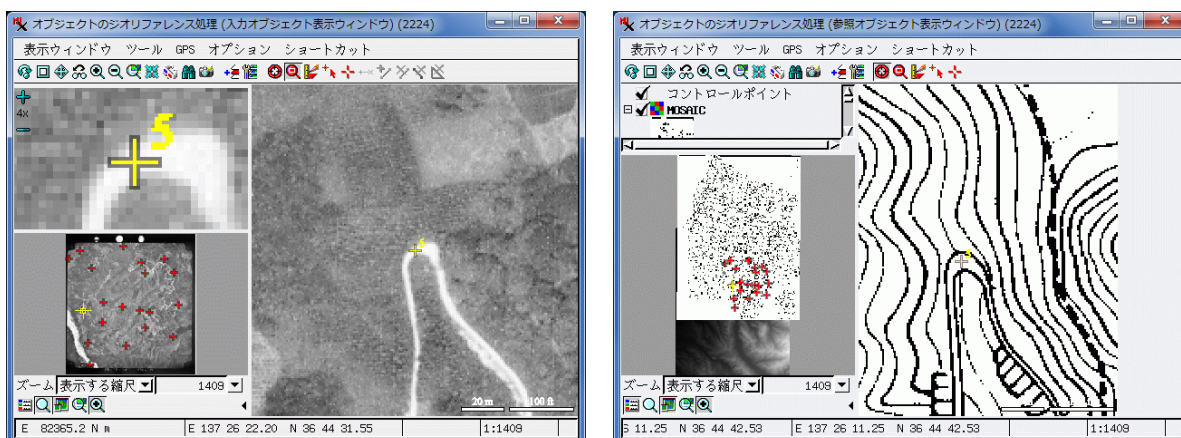 オブジェクトのジオリファレンス処理 (入力オブジェクト表示ウィンドウ) (2224)
表示ウィンドウ ツール GPS オプション ショートカット
4x
5
5
ズーム 表示する縮尺 1409
20 m 100 ft
E 82365.2 N m E 137 26 22.20 N 36 44 31.55 1:1409
オブジェクトのジオリファレンス処理 (参照オブジェクト表示ウィンドウ) (2224)
表示ウィンドウ ツール GPS オプション ショートカット
コントロールポイント
MOSAIC
5
ズーム 表示する縮尺 1409
11.25 N 36 44 42.53 E 137 26 11.25 N 36 44 42.53 1:1409